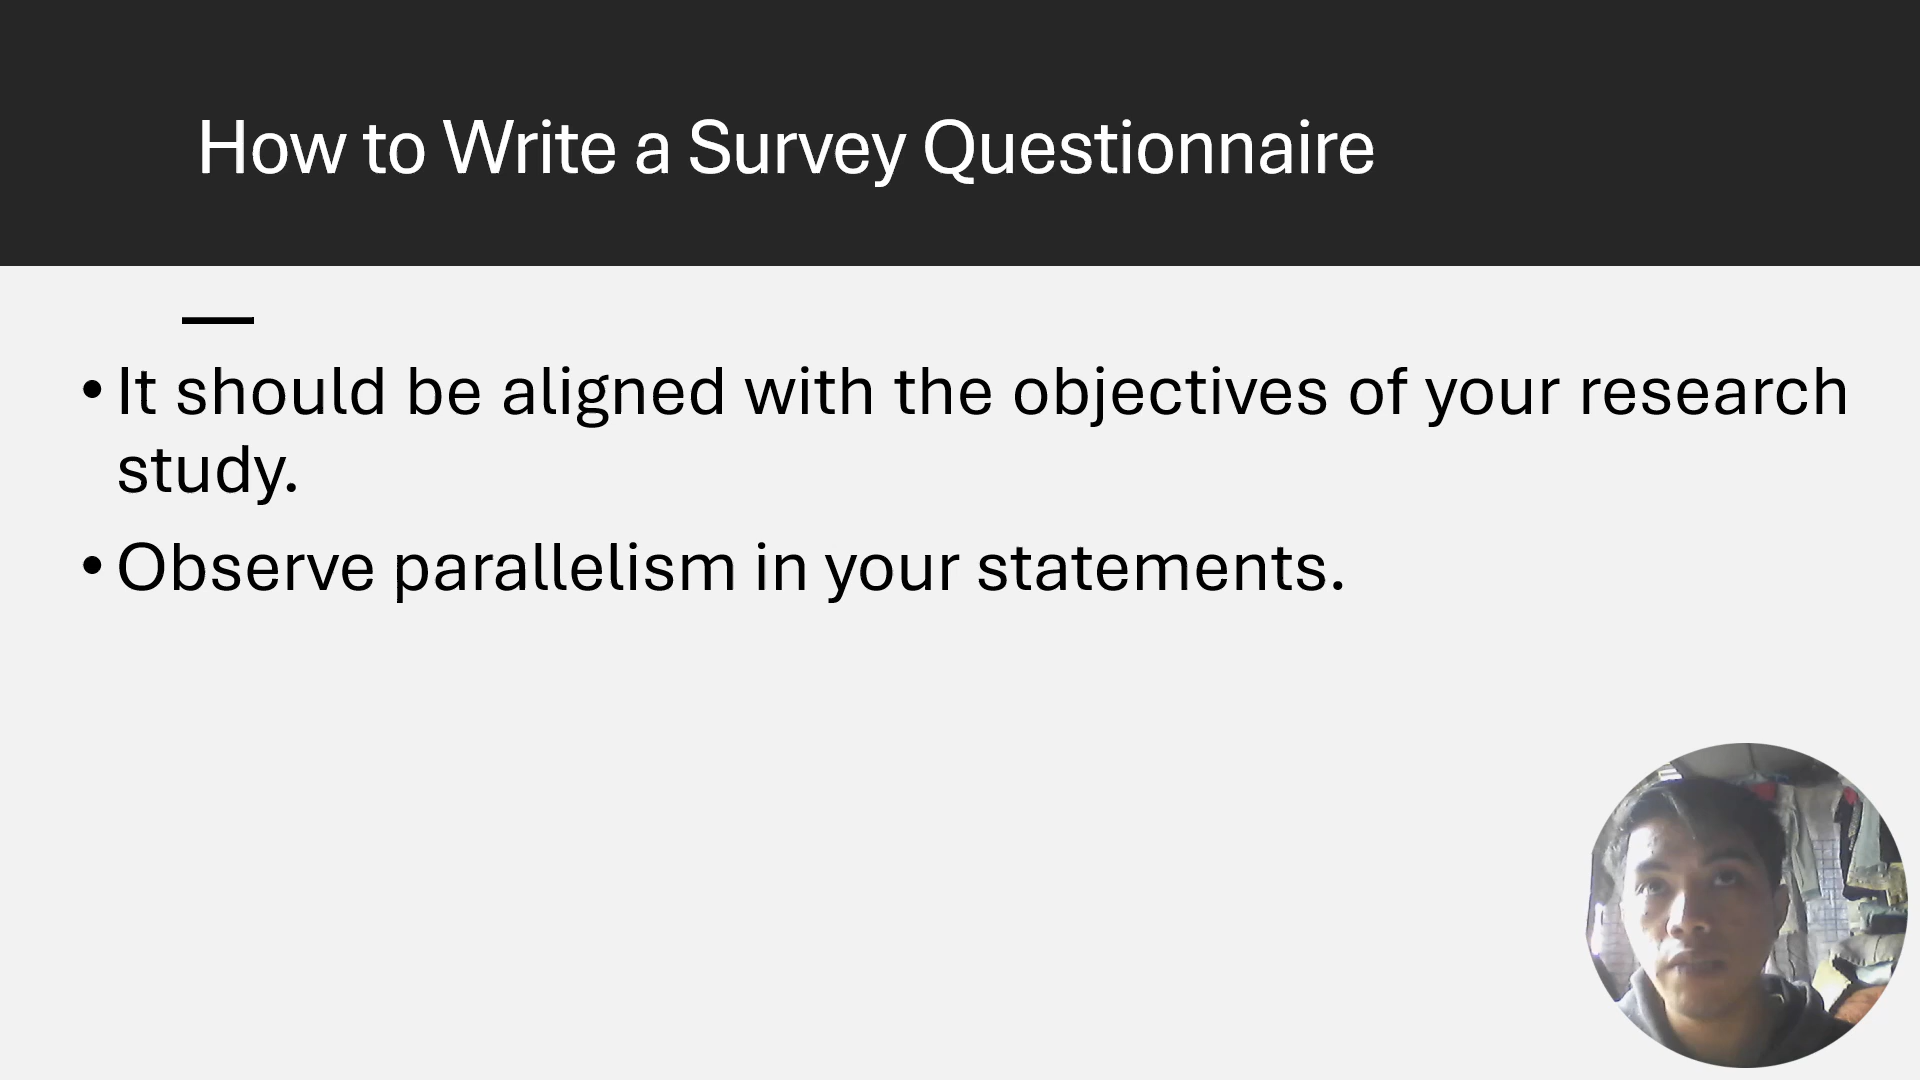 How to Write a Survey Questionnaire
• It should be aligned with the objectives of your research
study.
• Observe parallelism in your statements.